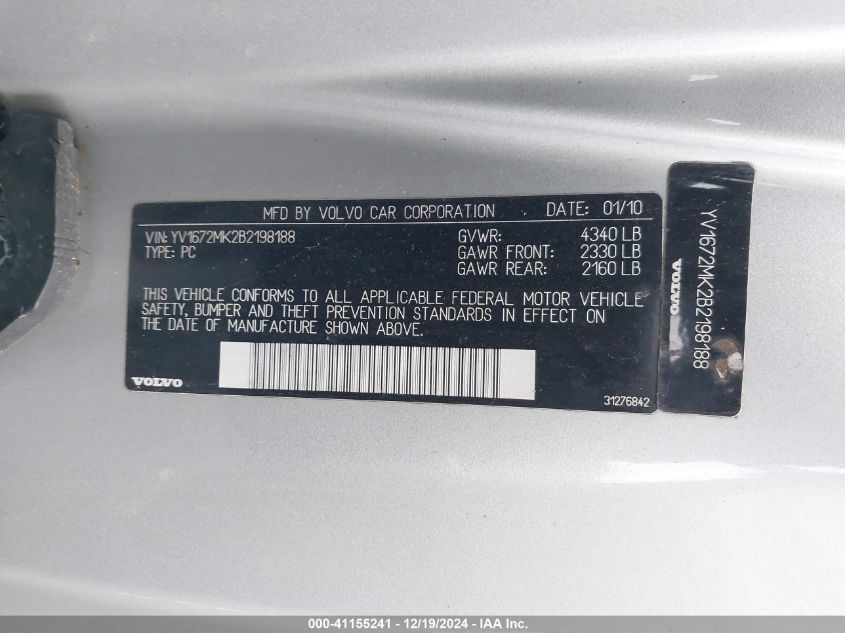 MFD BY VOLVO CAR CORPORATION DATE: 01/10
VIN: YV1672MK2B2198188 GVWR: 4340 LB
TYPE: PC GAWR FRONT: 2330 LB
GAWR REAR: 2160 LB
THIS VEHICLE CONFORMS TO ALL APPLICABLE FEDERAL MOTOR VEHICLE
SAFETY, BUMPER AND THEFT PREVENTION STANDARDS IN EFFECT ON
THE DATE OF MANUFACTURE SHOWN ABOVE.
VOLVO
31276842
YV1672MK2B2198188
VOLVO
000-41155241 - 12/19/2024 - IAA Inc.